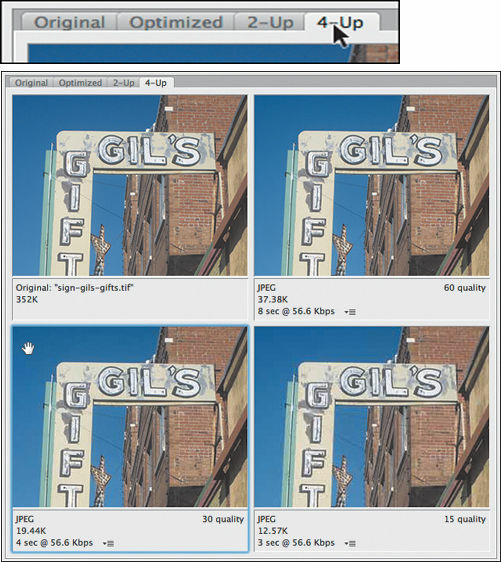 Original Optimized 2-Up 4-Up
Original Optimized 2-Up 4-Up
GIL'S
GIFT
GIL'S
GIFT
Original: "sign-gils-gifts.tif"
352K
JPEG 60 quality
37.38K
8 sec @ 56.6 Kbps
GIL'S
GIFT
GIL'S
GIFT
JPEG 30 quality
19.44K
4 sec @ 56.6 Kbps
JPEG 15 quality
12.57K
3 sec @ 56.6 Kbps